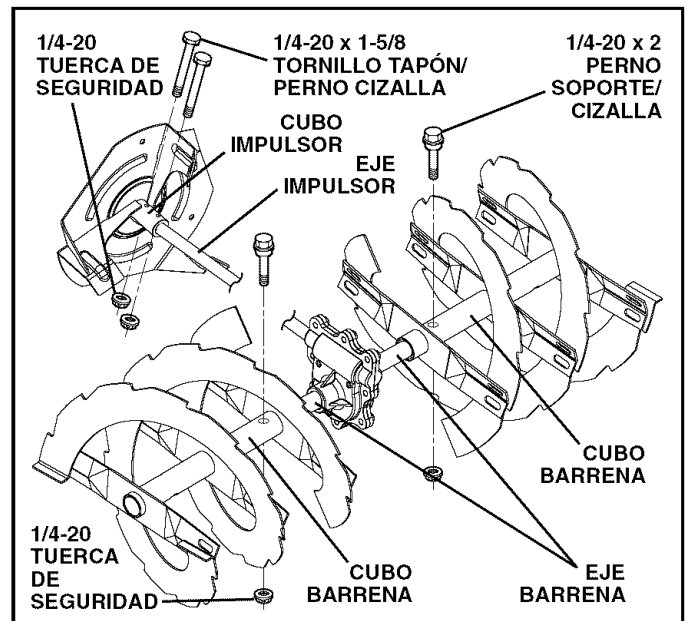 1/4-20
TUERCA DE
SEGURIDAD
1/4-20 x 1-5/8
TORNILLO TAPÓN/
PERNO CIZALLA
1/4-20 x 2
PERNO
SOPORTE/
CIZALLA
CUBO
IMPULSOR
EJE
IMPULSOR
CUBO
BARRENA
1/4-20
TUERCA
DE
SEGURIDAD
CUBO
BARRENA
EJE
BARRENA